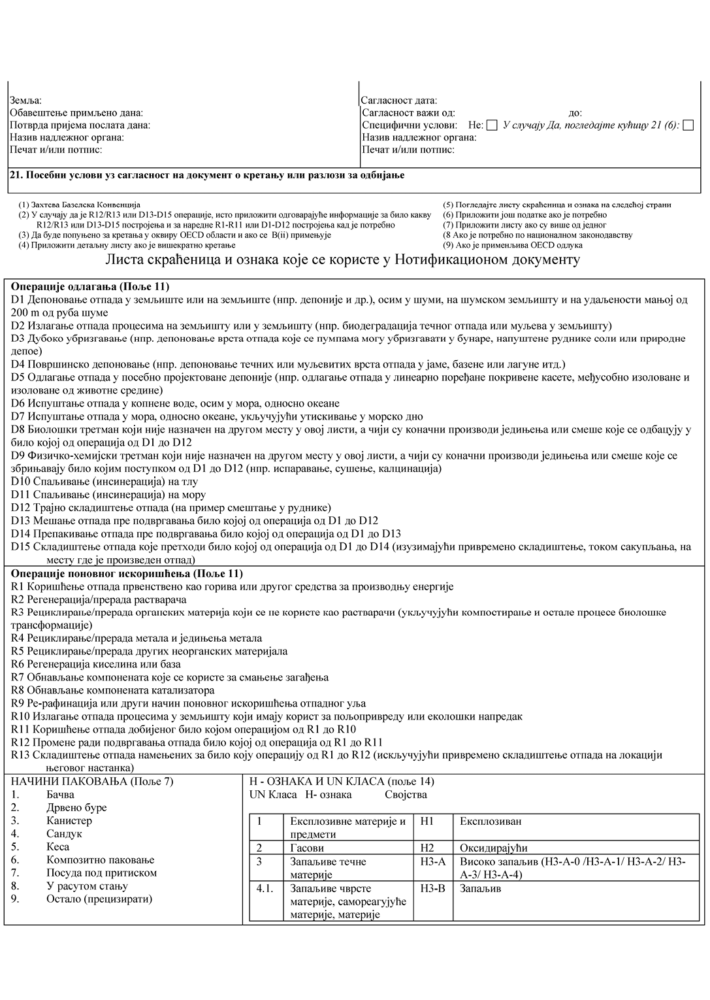 Земља:
Обавештење примљено дана:
Потврда пријема послата дана:
Назив надлежног органа:
Печат и/или потпис:
Сагласност дата:
Сагласност важи од: до:
Специфични услови: Не: У случају Да, погледајте кућицу 21 (6):
Назив надлежног органа:
Печат и/или потпис:
21. Посебни услови уз сагласност на документ о кретању или разлози за одбијање
(1) Захтева Базелска Конвенција
(2) У случају да је R12/R13 или D13-D15 операције, исто приложити одговарајуће информације за било какву
R12/R13 или D13-D15 постројења и за наредне R1-R11 или D1-D12 постројења кад је потребно
(3) Да буде попуњено за кретања у оквиру OECD области и ако се B(ii) примењује
(4) Приложити детаљну листу ако је вишекратно кретање
(5) Погледајте листу скраћеница и ознака на следећој страни
(6) Приложити још податке ако је потребно
(7) Приложити листу ако су више од једног
(8 Ако је потребно по националном законодавству
(9) Ако је применљива OECD одлука
Листа скраћеница и ознака које се користе у Нотификационом документу
Операције одлагања (Поље 11)
D1 Депоновање отпада у земљиште или на земљиште (нпр. депоније и др.), осим у шуми, на шумском земљишту и на удаљености мањој од
200 m од руба шуме
D2 Излагање отпада процесима на земљишту или у земљишту (нпр. биодеградација течног отпада или муљева у земљишту)
D3 Дубоко убризгавање (нпр. депоновање врста отпада које се пумпама могу убризгавати у бунаре, напуштене руднике соли или природне
депое)
D4 Површинско депоновање (нпр. депоновање течних или муљевитих врста отпада у јаме, базене или лагуне итд.)
D5 Одлагање отпада у посебно пројектоване депоније (нпр. одлагање отпада у линеарно поређане покривене касете, међусобно изоловане и
изоловане од животне средине)
D6 Испуштање отпада у копнене воде, осим у мора, односно океане
D7 Испуштање отпада у мора, односно океане, укључујући утискивање у морско дно
D8 Биолошки третман који није назначен на другом месту у овој листи, а чији су коначни производи једињења или смеше које се одбацују у
било којој од операција од D1 до D12
D9 Физичко-хемијски третман који није назначен на другом месту у овој листи, а чији су коначни производи једињења или смеше које се
збрињавају било којим поступком од D1 до D12 (нпр. испаравање, сушење, калцинација)
D10 Спаљивање (инсинерација) на тлу
D11 Спаљивање (инсинерација) на мору
D12 Трајно складиштење отпада (на пример смештање у руднике)
D13 Мешање отпада пре подвргавања било којој од операција од D1 до D12
D14 Препакивање отпада пре подвргавања било којој од операција од D1 до D13
D15 Складиштење отпада које претходи било којој од операција од D1 до D14 (изузимајући привремено складиштење, током сакупљања, на
месту где је произведен отпад)
Операције поновног искоришћења (Поље 11)
R1 Коришћење отпада првенствено као горива или другог средства за производњу енергије
R2 Регенерација/прерада растварача
R3 Рециклирање/прерада органских материја који се не користе као растварачи (укључујући компостирање и остале процесе биолошке
трансформације)
R4 Рециклирање/прерада метала и једињења метала
R5 Рециклирање/прерада других неорганских материјала
R6 Регенерација киселина или база
R7 Обнављање компонената које се користе за смањење загађења
R8 Обнављање компонената катализатора
R9 Ре-рафинација или други начин поновног искоришћења отпадног уља
R10 Излагање отпада процесима у земљишту који имају корист за пољопривреду или еколошки напредак
R11 Коришћење отпада добијеног било којом операцијом од R1 до R10
R12 Промене ради подвргавања отпада било којој од операција од R1 до R11
R13 Складиштење отпада намењених за било коју операцију од R1 до R12 (искључујући привремено складиштење отпада на локацији
његовог настанка)
НАЧИНИ ПАКОВАЊА (Поље 7)
1. Бачва
2. Дрвено буре
3. Канистер
4. Сандук
5. Кеса
6. Композитно паковање
7. Посуда под притиском
8. У расутом стању
9. Остало (прецизирати)
Н - ОЗНАКА И UN КЛАСА (поље 14)
UN Класа Н- ознака Својства
1 Експлозивне материје и H1 Експлозиван
предмети
2 Гасови H2 Оксидирајући
3 Запаљиве течне H3-A Високо запаљив (H3-A-0 /H3-A-1/ H3-A-2/ H3-
материје A-3/ H3-A-4)
4.1. Запаљиве чврсте H3-B Запаљив
материје, самореагујуће
материје, материје